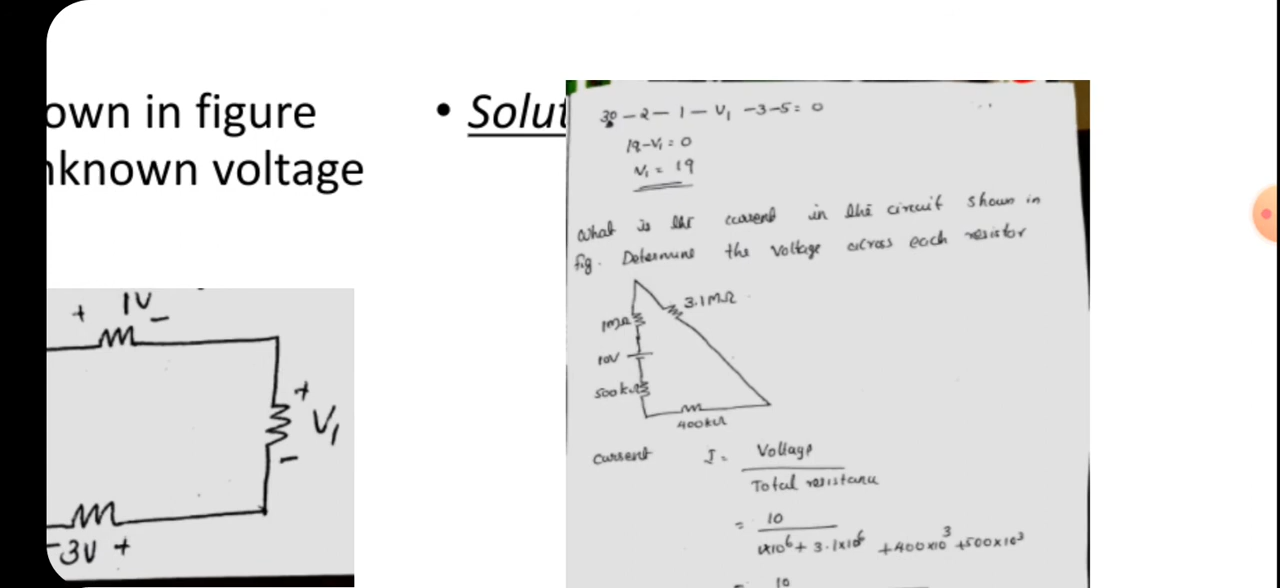 own in figure
nknown voltage
• Solut
+ 1V −
+
V₁
−
−3V +
30 − 2 − 1 − V₁ − 3 − 5 = 0
19 − V₁ = 0
V₁ = 19
What is the current in the circuit shown in
fig. Determine the voltage across each resistor
3.1MΩ
1MΩ
10V
500kΩ
400kΩ
Current I = Voltage
Total resistance
= 10
1×10⁶ + 3.1×10⁶ + 400×10³ + 500×10³
= 10